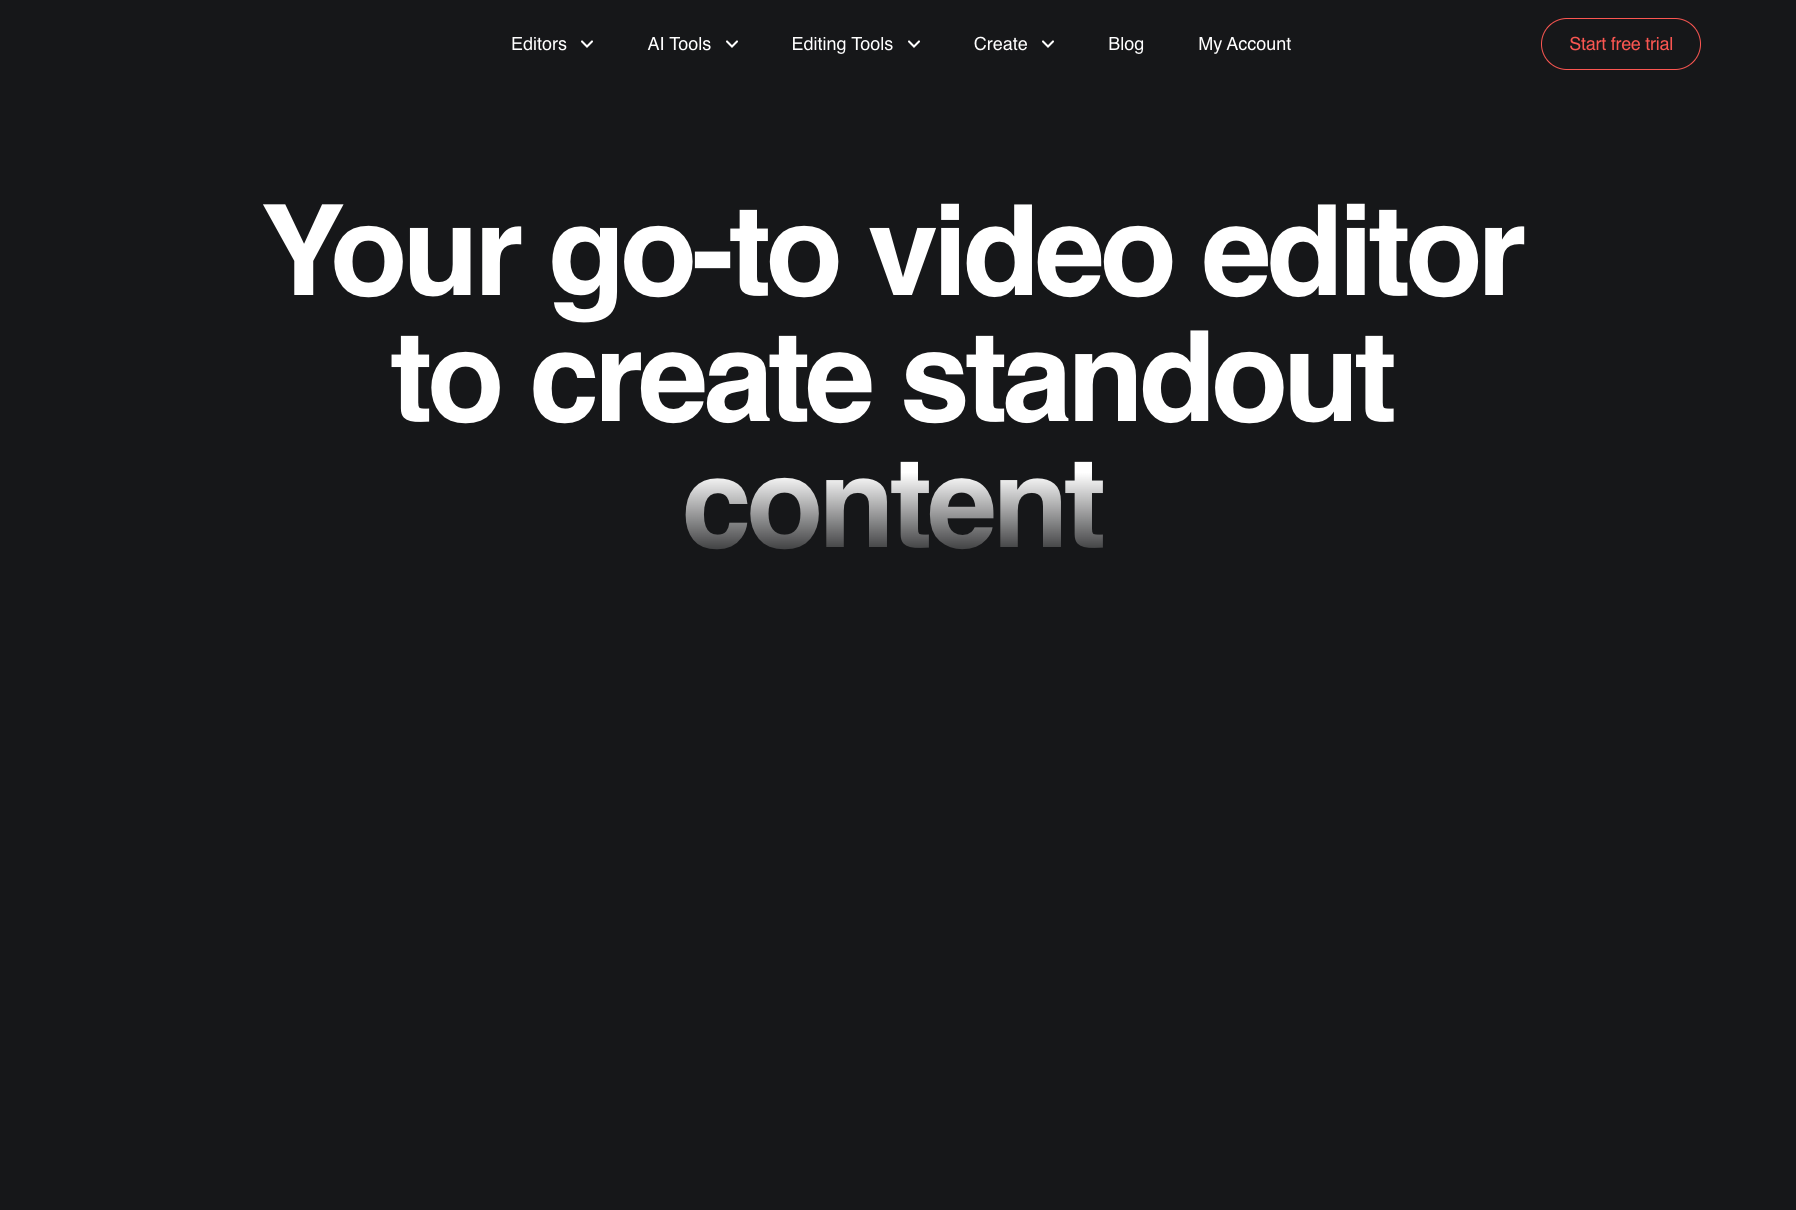 Editors AI Tools Editing Tools Create Blog My Account Start free trial
Your go-to video editor
to create standout
content